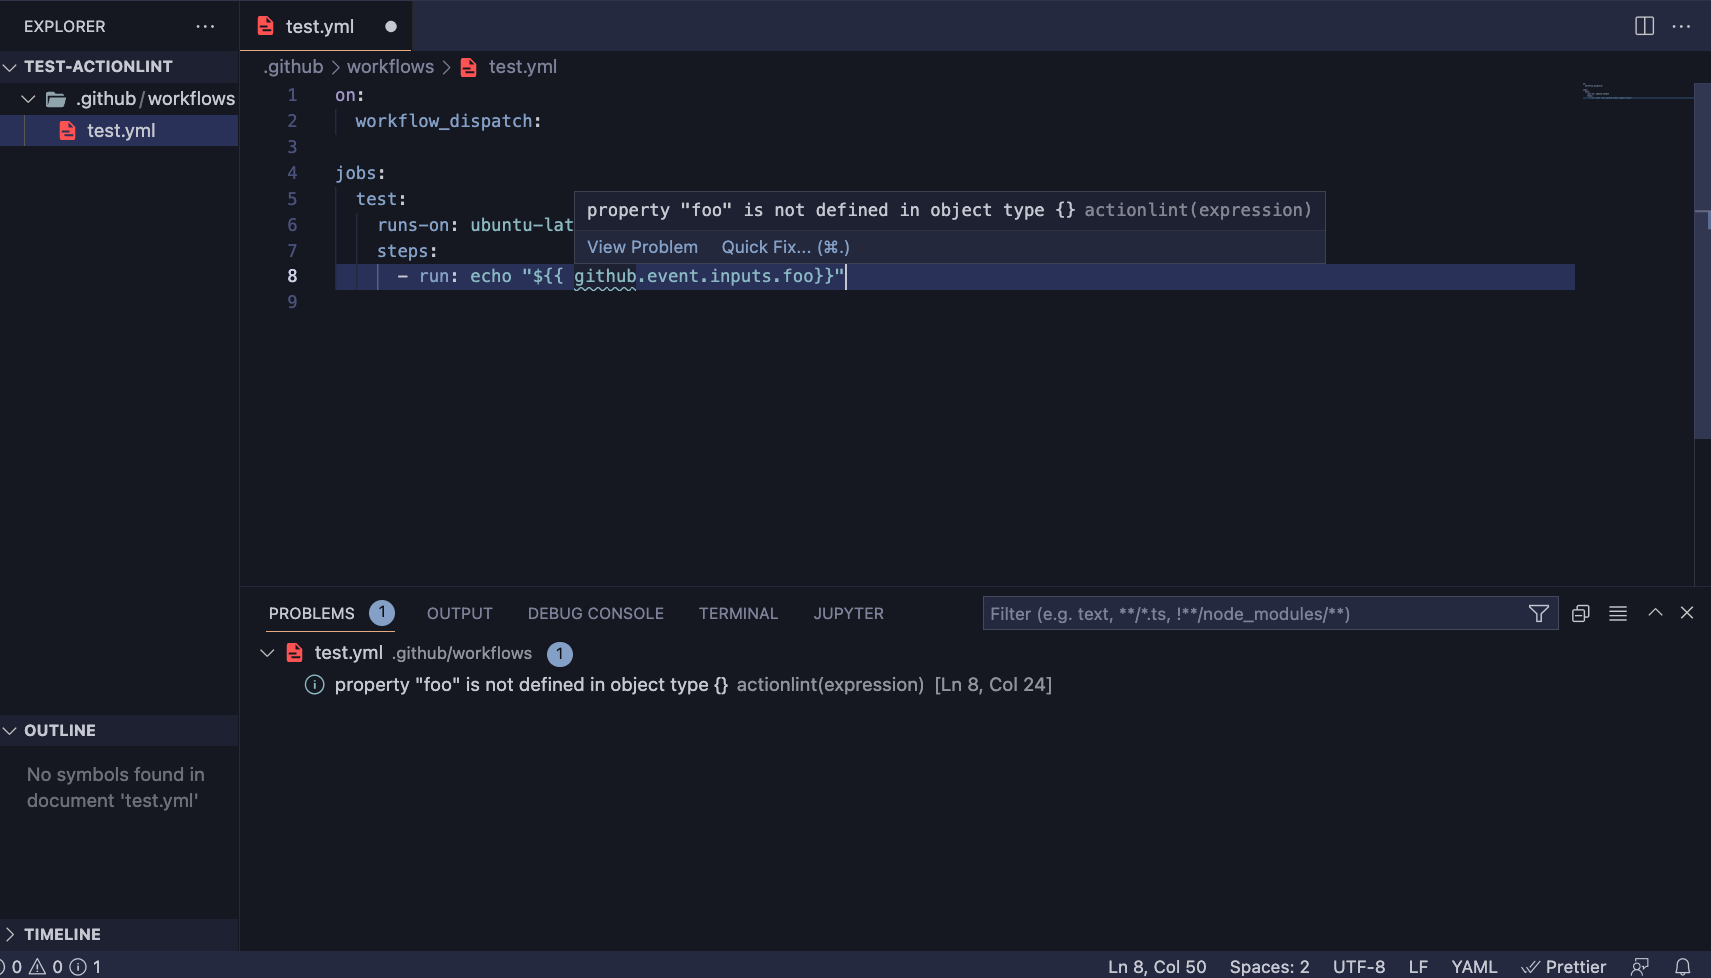 EXPLORER
test.yml
TEST-ACTIONLINT
.github/workflows
test.yml
.github > workflows > test.yml
1 on:
2 workflow_dispatch:
3
4 jobs:
5 test:
6 runs-on: ubuntu-lat
7 steps:
8 - run: echo "${{ github.event.inputs.foo}}"
9
property "foo" is not defined in object type {} actionlint(expression)
View Problem Quick Fix... (⌘.)
PROBLEMS 1 OUTPUT DEBUG CONSOLE TERMINAL JUPYTER
Filter (e.g. text, **/*.ts, !**/node_modules/**)
test.yml .github/workflows 1
property "foo" is not defined in object type {} actionlint(expression) [Ln 8, Col 24]
OUTLINE
No symbols found in
document 'test.yml'
TIMELINE
0 0 1
Ln 8, Col 50 Spaces: 2 UTF-8 LF YAML Prettier